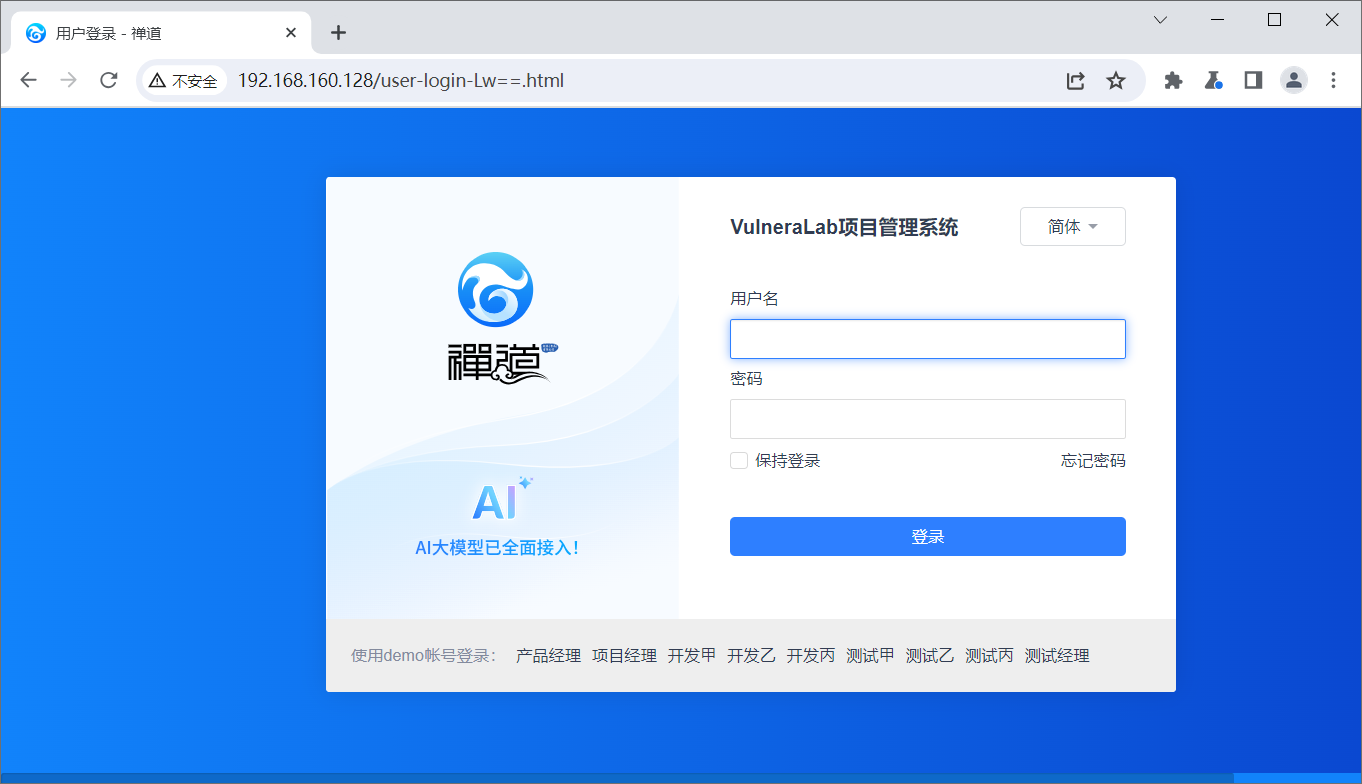 用户登录 - 禅道
不安全 192.168.160.128/user-login-Lw==.html
VulneraLab项目管理系统
简体
用户名
密码
保持登录
忘记密码
登录
禪道
AI
AI大模型已全面接入！
使用demo帐号登录： 产品经理 项目经理 开发甲 开发乙 开发丙 测试甲 测试乙 测试丙 测试经理